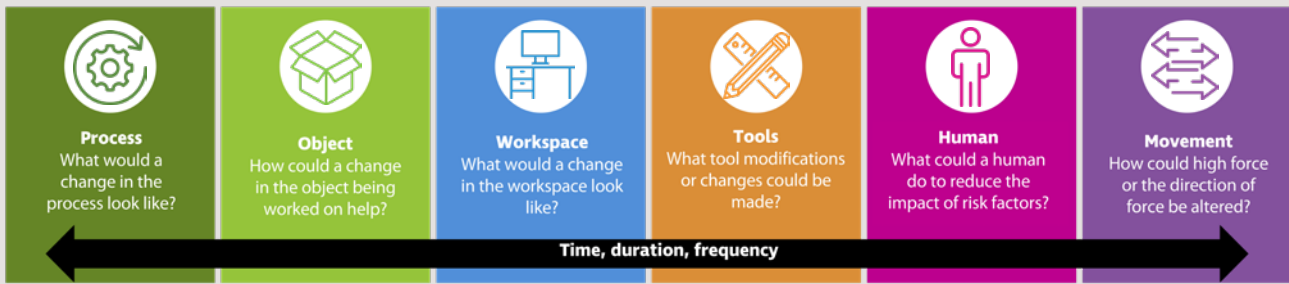 Process
What would a
change in the
process look like?
Object
How could a change
in the object being
worked on help?
Workspace
What would a change
in the workspace look
like?
Tools
What tool modifications
or changes could be
made?
Human
What could a human
do to reduce the
impact of risk factors?
Movement
How could high force
or the direction of
force be altered?
Time, duration, frequency